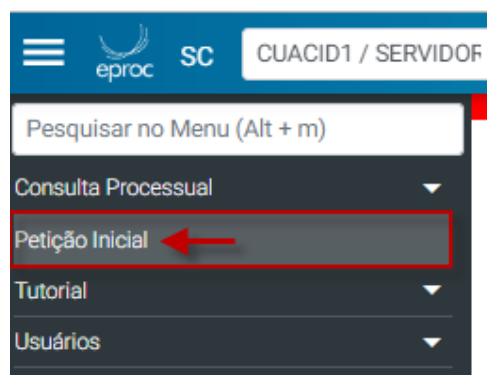 eproc SC CUACID1 / SERVIDOR
Pesquisar no Menu (Alt + m)
Consulta Processual
Petição Inicial
Tutorial
Usuários